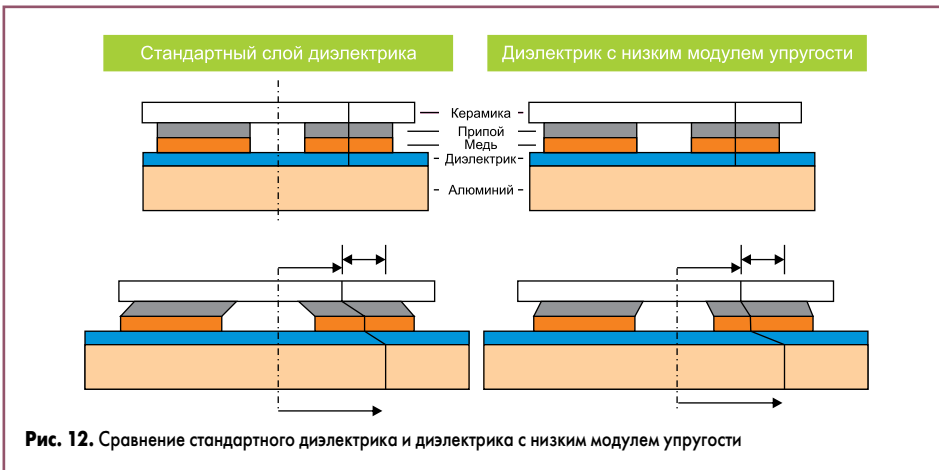 Стандартный слой диэлектрика
Диэлектрик с низким модулем упругости
Керамика
Припой
Медь
Диэлектрик
Алюминий
Рис. 12. Сравнение стандартного диэлектрика и диэлектрика с низким модулем упругости